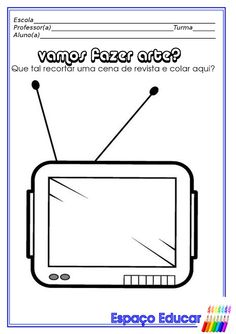 Escola
Professor(a) Turma
Aluno(a)
vamos fazer arte?
Que tal recortar uma cena de revista e colar aqui?
Espaço Educar